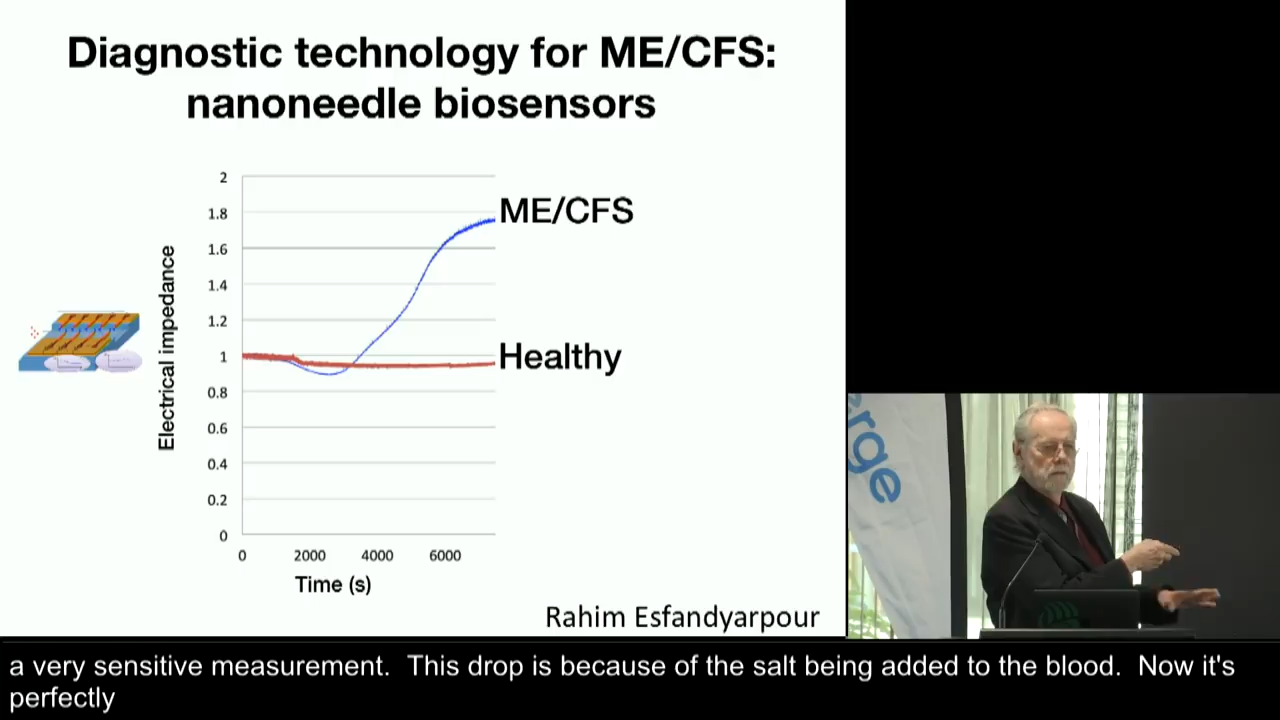 Diagnostic technology for ME/CFS:
nanoneedle biosensors
2
1.8
1.6
1.4
1.2
1
0.8
0.6
0.4
0.2
0
Electrical impedance
ME/CFS
Healthy
0 2000 4000 6000
Time (s)
Rahim Esfandyarpour
erge
a very sensitive measurement. This drop is because of the salt being added to the blood. Now it's
perfectly